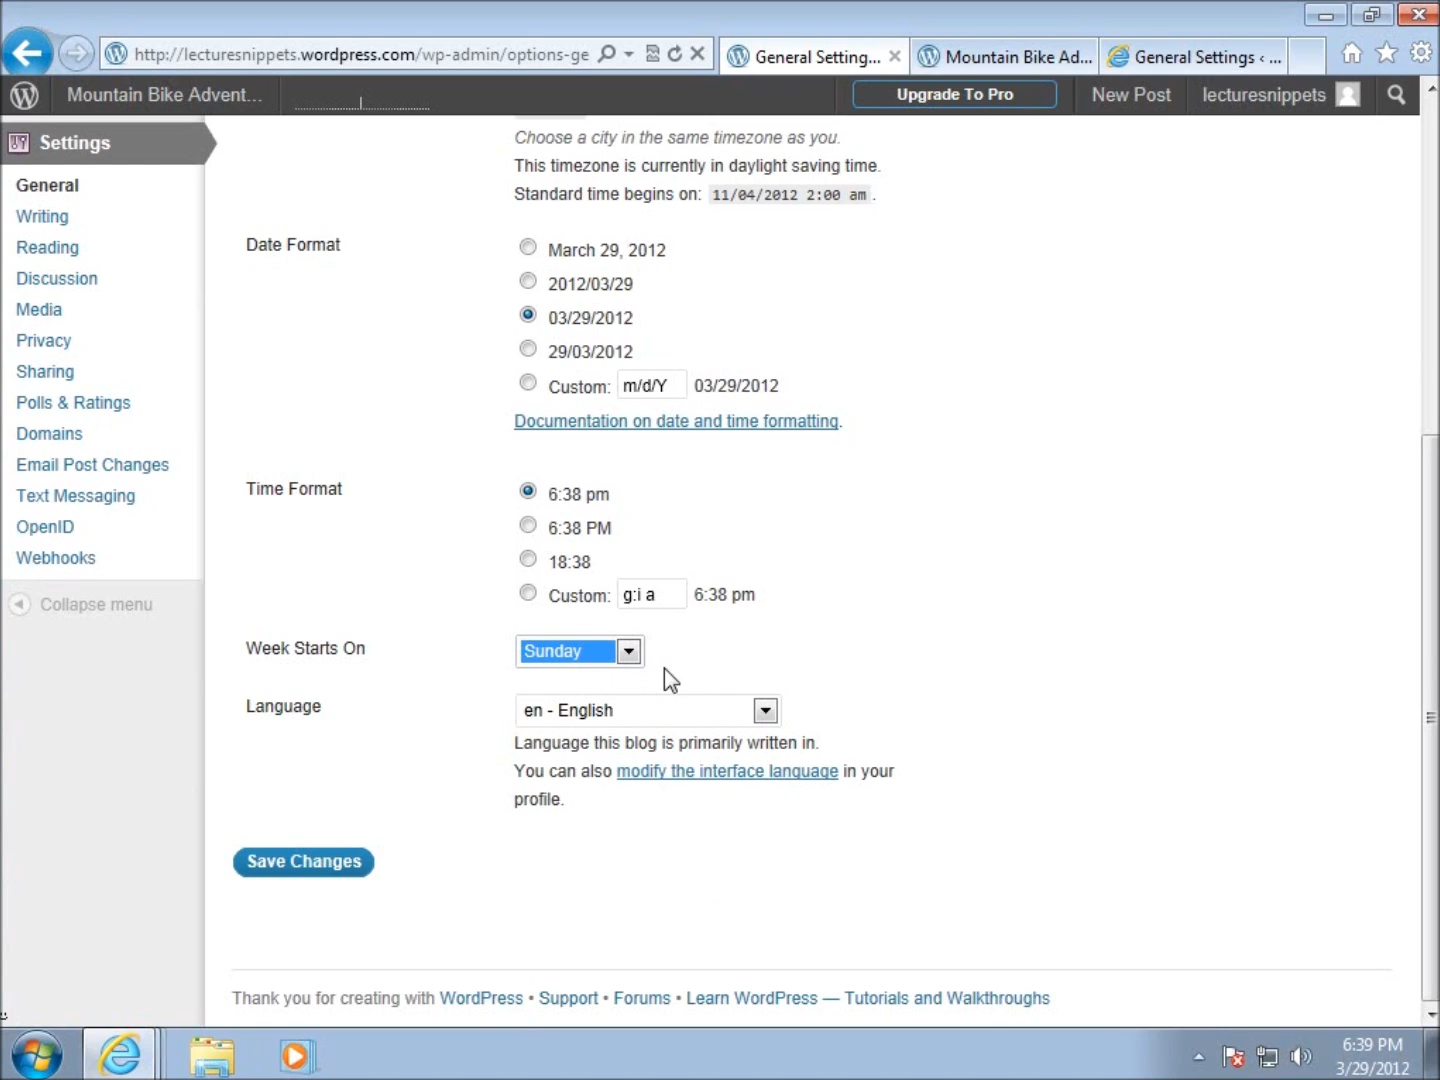 http://lecturesnippets.wordpress.com/wp-admin/options-ge
General Setting...
Mountain Bike Ad...
General Settings ‹ ...
Mountain Bike Advent...
Upgrade To Pro
New Post
lecturesnippets
Settings
General
Writing
Reading
Discussion
Media
Privacy
Sharing
Polls & Ratings
Domains
Email Post Changes
Text Messaging
OpenID
Webhooks
Collapse menu
Choose a city in the same timezone as you.
This timezone is currently in daylight saving time.
Standard time begins on: 11/04/2012 2:00 am .
Date Format
March 29, 2012
2012/03/29
03/29/2012
29/03/2012
Custom: m/d/Y 03/29/2012
Documentation on date and time formatting.
Time Format
6:38 pm
6:38 PM
18:38
Custom: g:i a 6:38 pm
Week Starts On
Sunday
Language
en - English
Language this blog is primarily written in.
You can also modify the interface language in your
profile.
Save Changes
Thank you for creating with WordPress • Support • Forums • Learn WordPress — Tutorials and Walkthroughs
6:39 PM
3/29/2012